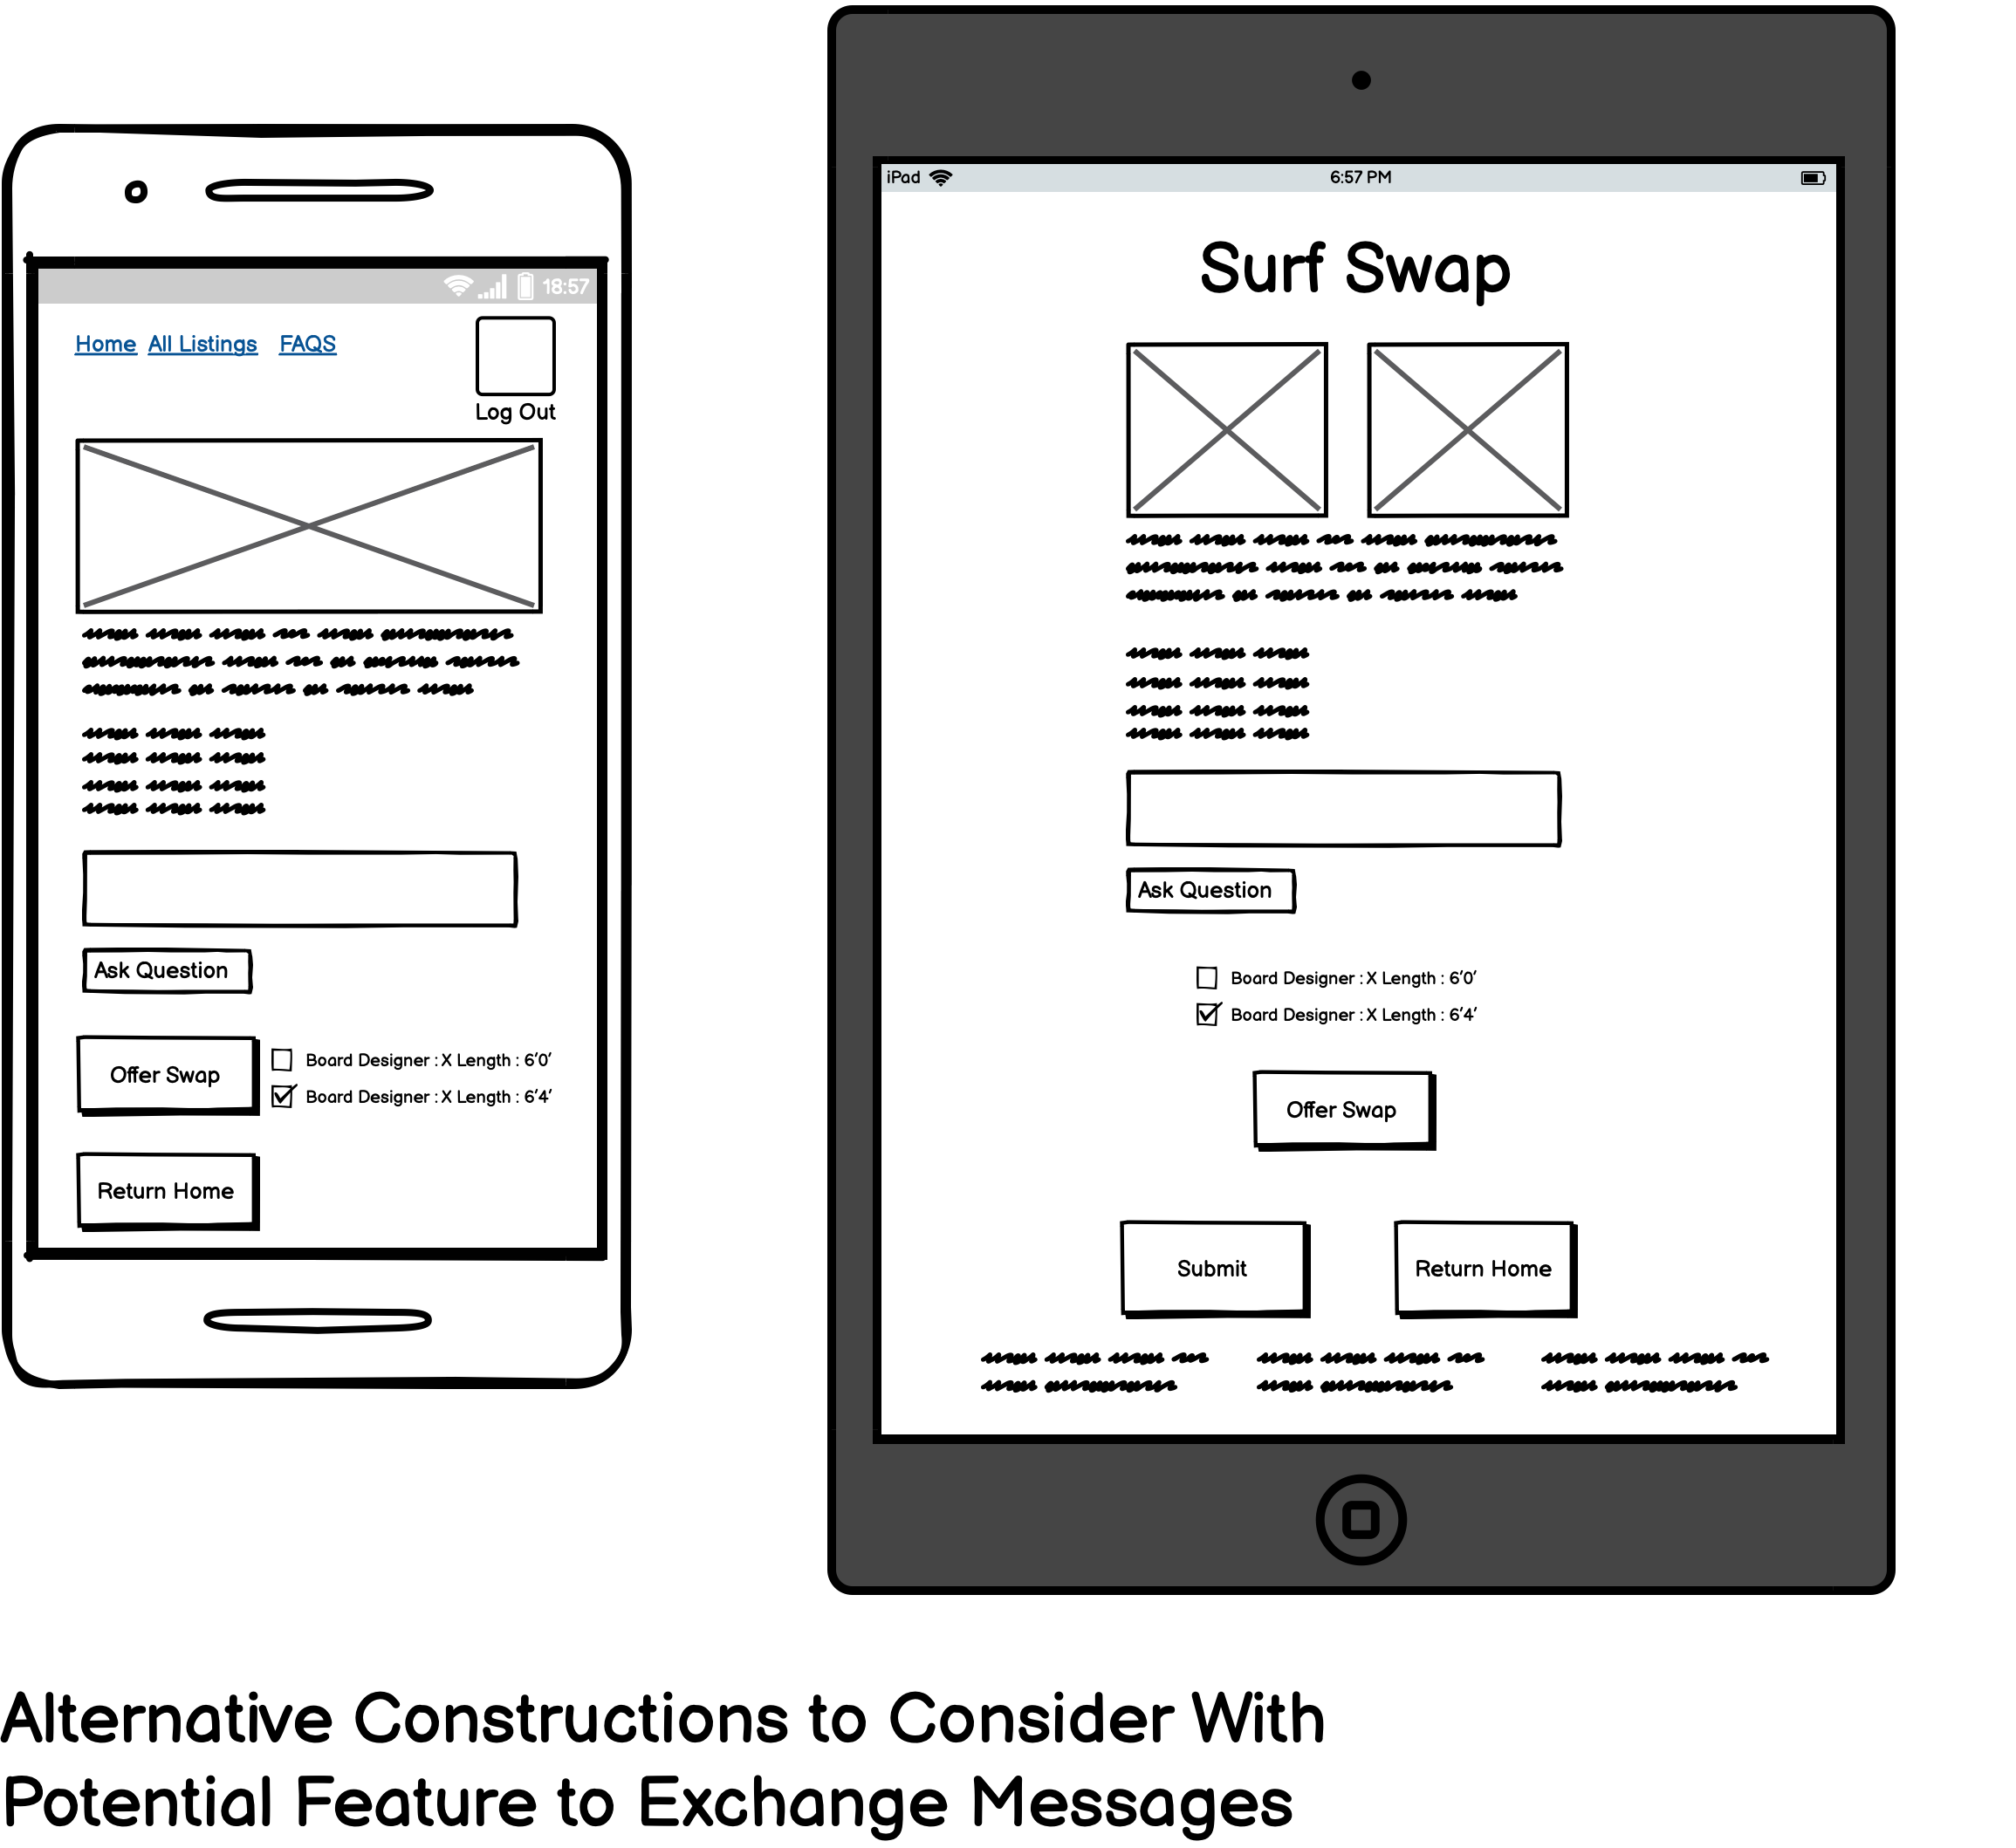 18:57
Home All Listings FAQS
Log Out
Ask Question
Offer Swap
Board Designer : X Length : 6'0'
Board Designer : X Length : 6'4'
Return Home
iPad 6:57 PM
Surf Swap
Ask Question
Board Designer : X Length : 6'0'
Board Designer : X Length : 6'4'
Offer Swap
Submit Return Home
Alternative Constructions to Consider With
Potential Feature to Exchange Messages